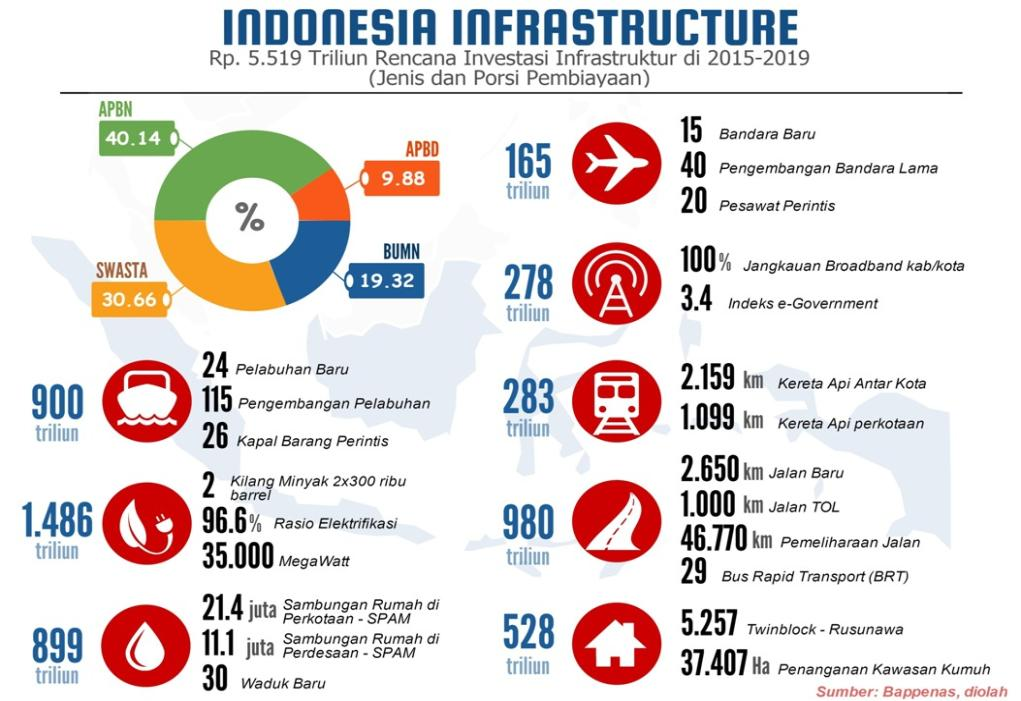 INDONESIA INFRASTRUCTURE
Rp. 5.519 Triliun Rencana Investasi Infrastruktur di 2015-2019
(Jenis dan Porsi Pembiayaan)
APBN
40.14
APBD
9.88
%
SWASTA
30.66
BUMN
19.32
900
triliun
24 Pelabuhan Baru
115 Pengembangan Pelabuhan
26 Kapal Barang Perintis
1.486
triliun
2 Kilang Minyak 2x300 ribu
barrel
96.6% Rasio Elektrifikasi
35.000 MegaWatt
899
triliun
21.4 juta Sambungan Rumah di
Perkotaan - SPAM
11.1 juta Sambungan Rumah di
Perdesaan - SPAM
30 Waduk Baru
165
triliun
15 Bandara Baru
40 Pengembangan Bandara Lama
20 Pesawat Perintis
278
triliun
100% Jangkauan Broadband kab/kota
3.4 Indeks e-Government
283
triliun
2.159 km Kereta Api Antar Kota
1.099 km Kereta Api perkotaan
980
triliun
2.650 km Jalan Baru
1.000 km Jalan TOL
46.770 km Pemeliharaan Jalan
29 Bus Rapid Transport (BRT)
528
triliun
5.257 Twinblock - Rusunawa
37.407 Ha Penanganan Kawasan Kumuh
Sumber: Bappenas, diolah